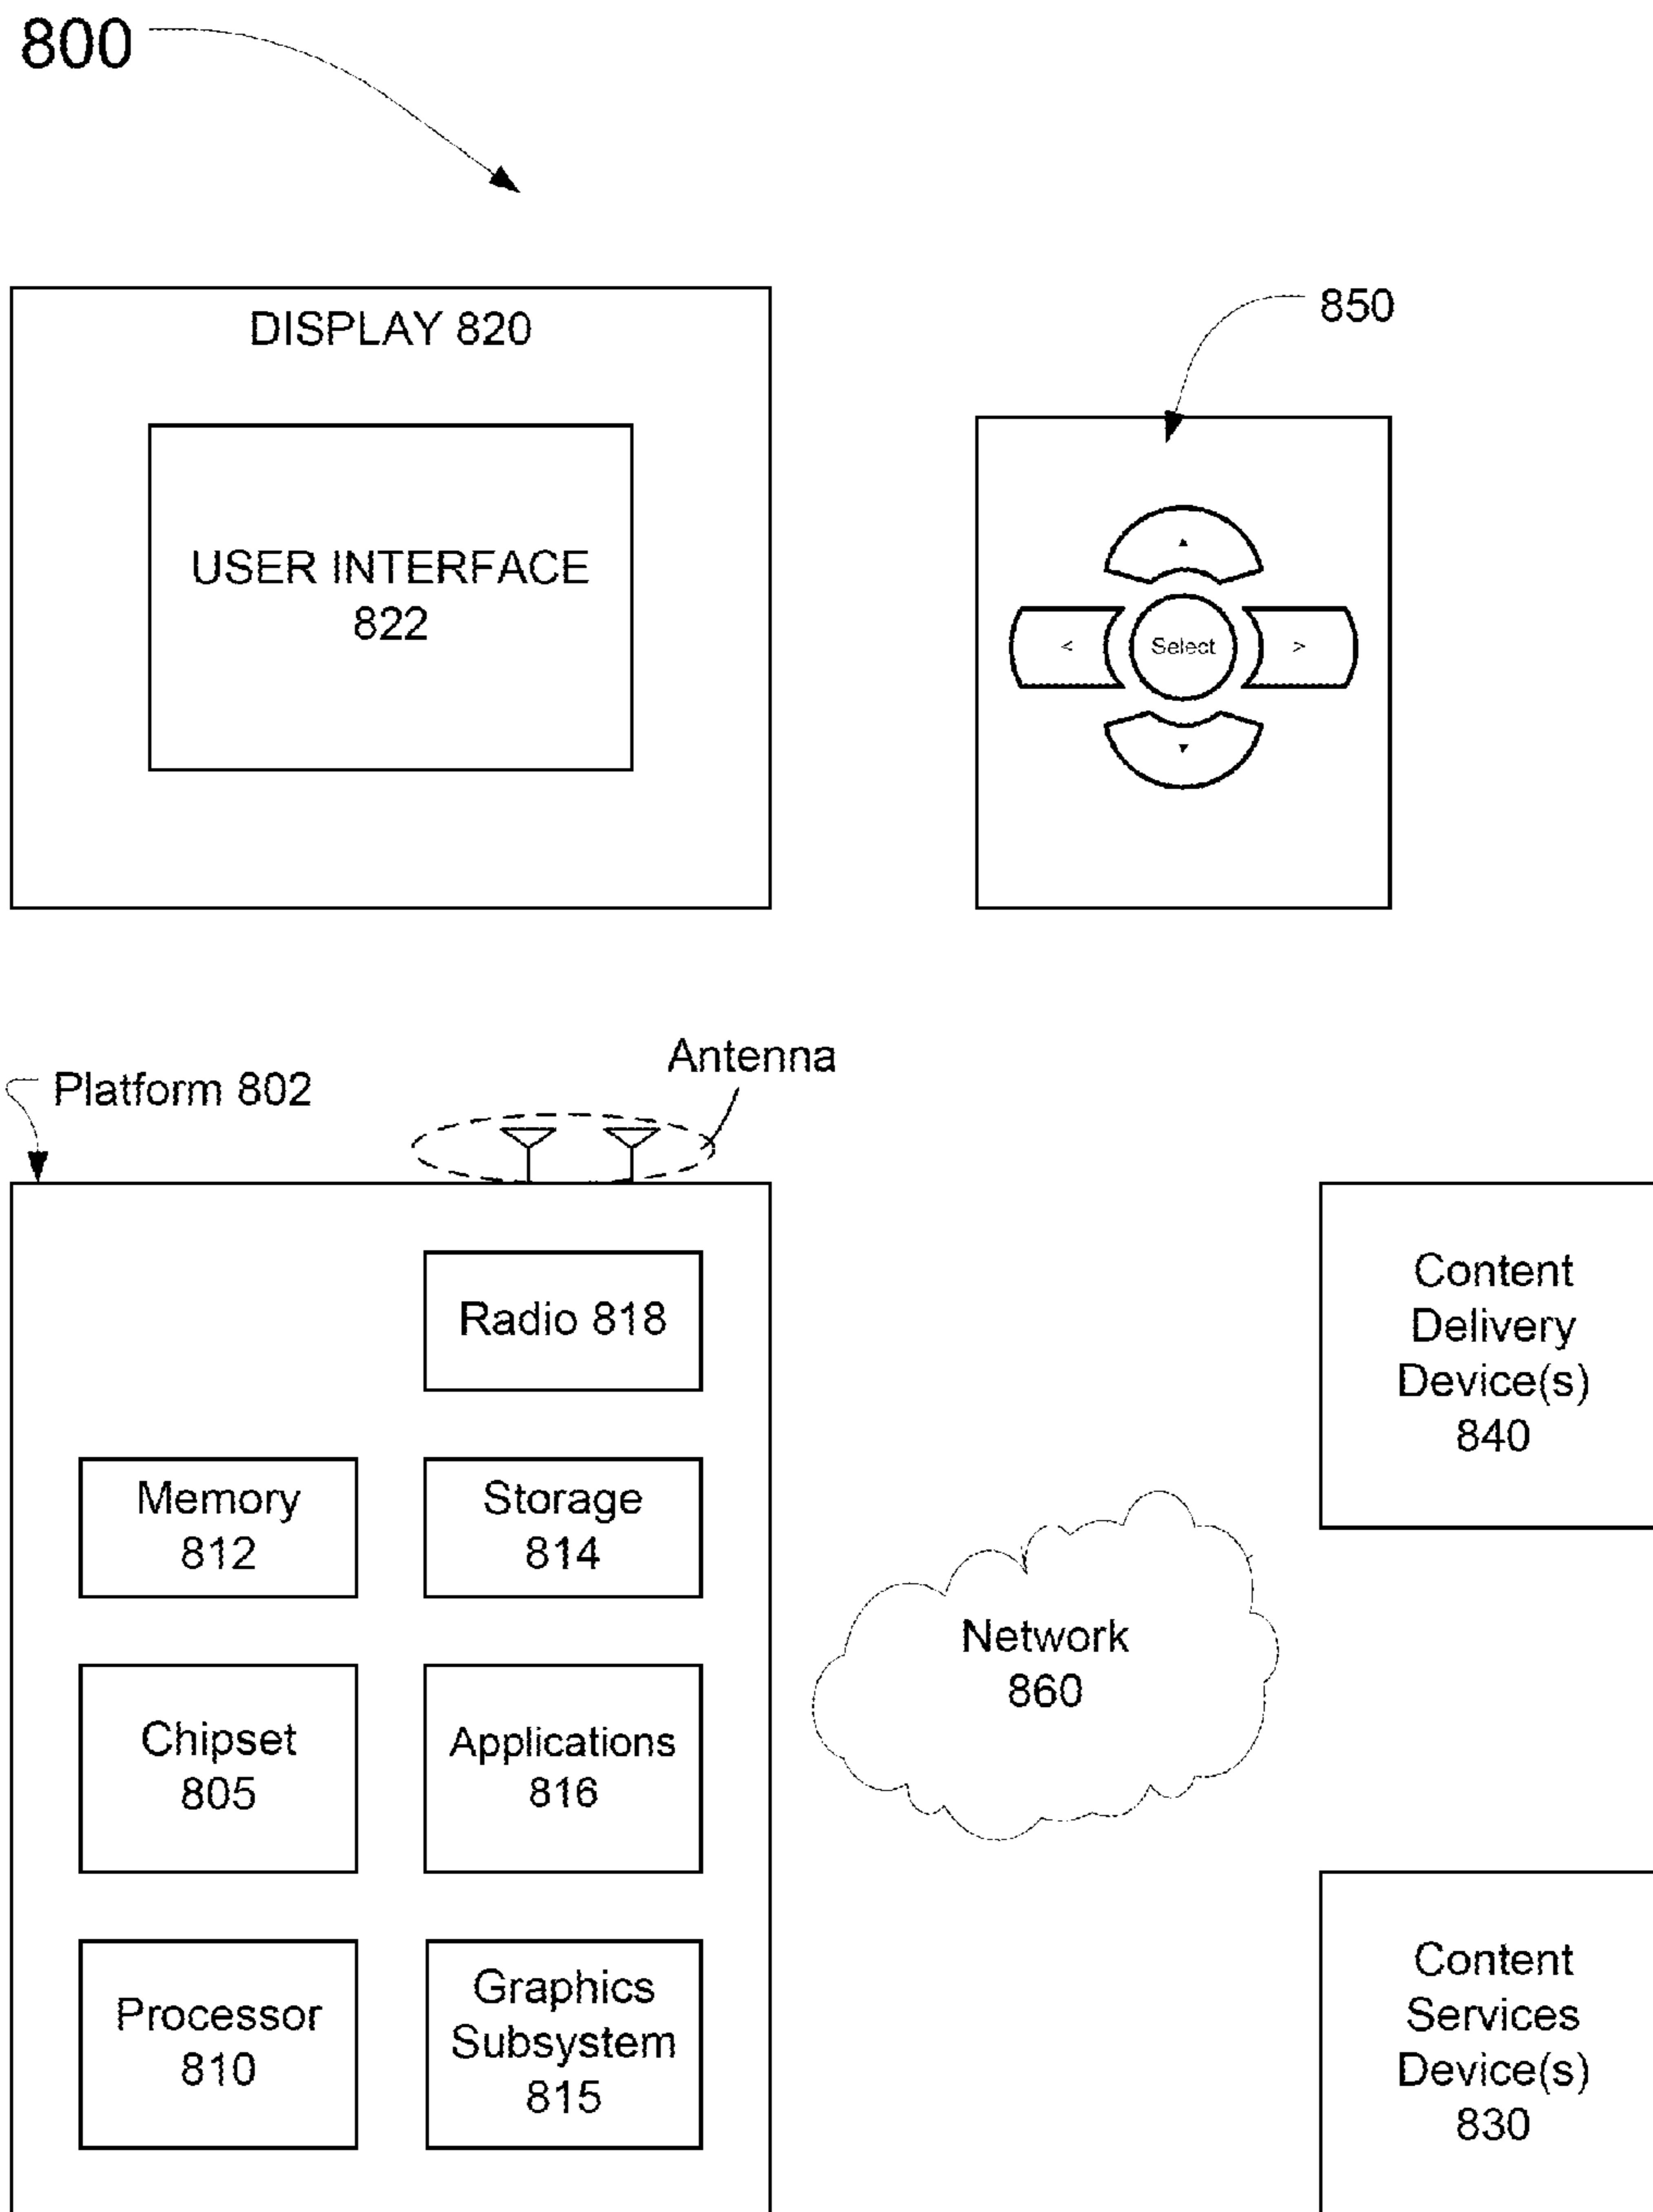 800
DISPLAY 820
USER INTERFACE
822
850
<
Select
>
Platform 802
Antenna
Radio 818
Memory
812
Storage
814
Chipset
805
Applications
816
Processor
810
Graphics
Subsystem
815
Network
860
Content
Delivery
Device(s)
840
Content
Services
Device(s)
830